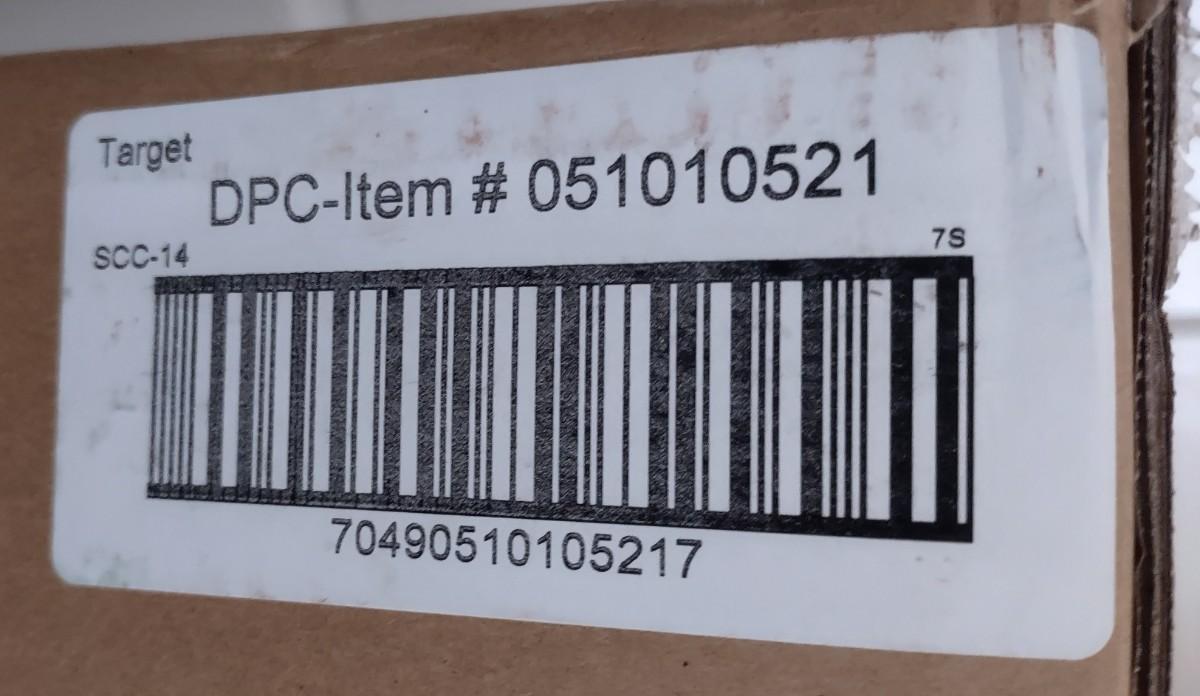 Target
DPC-Item # 051010521
SCC-14
7S
70490510105217